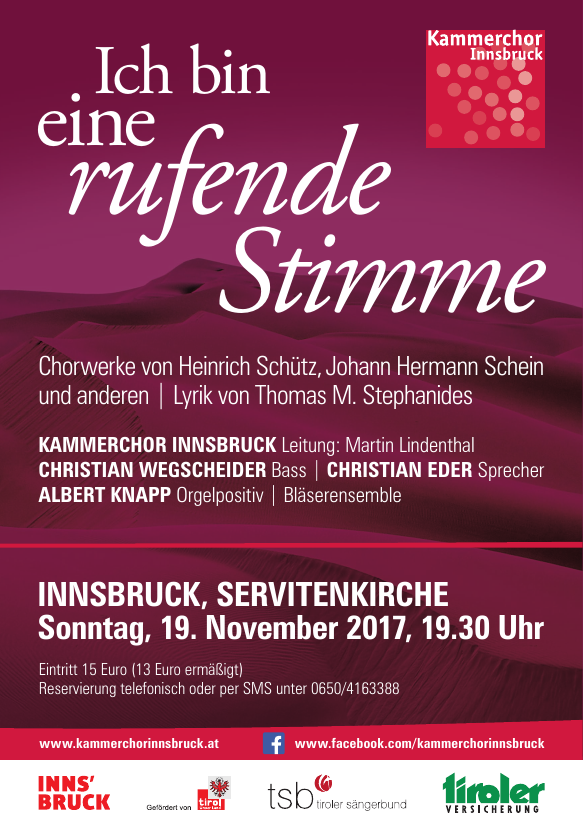 Kammerchor
Innsbruck
Ich bin
eine
rufende
Stimme
Chorwerke von Heinrich Schütz, Johann Hermann Schein
und anderen | Lyrik von Thomas M. Stephanides
KAMMERCHOR INNSBRUCK Leitung: Martin Lindenthal
CHRISTIAN WEGSCHEIDER Bass | CHRISTIAN EDER Sprecher
ALBERT KNAPP Orgelpositiv | Bläserensemble
INNSBRUCK, SERVITENKIRCHE
Sonntag, 19. November 2017, 19.30 Uhr
Eintritt 15 Euro (13 Euro ermäßigt)
Reservierung telefonisch oder per SMS unter 0650/4163388
www.kammerchorinnsbruck.at
f www.facebook.com/kammerchorinnsbruck
INNS'
BRUCK
Gefördert von tirol
tsb tiroler sängerbund
tiroler
VERSICHERUNG